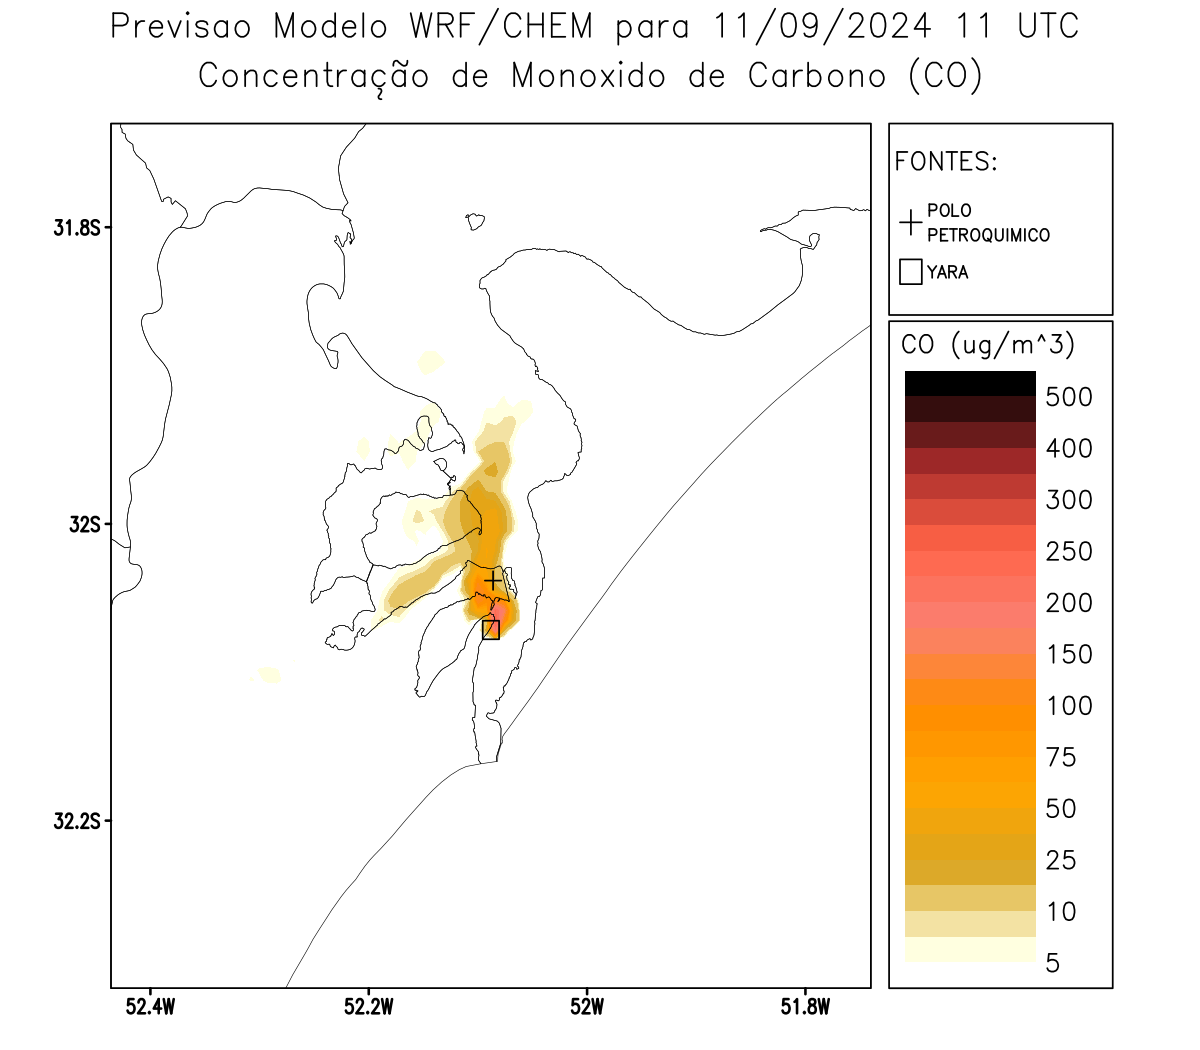 Previsao Modelo WRF/CHEM para 11/09/2024 11 UTC
Concentração de Monoxido de Carbono (CO)
FONTES:
POLO
PETROQUIMICO
YARA
CO (ug/m^3)
500
400
300
250
200
150
100
75
50
25
10
5
31.8S
32S
32.2S
52.4W
52.2W
52W
51.8W